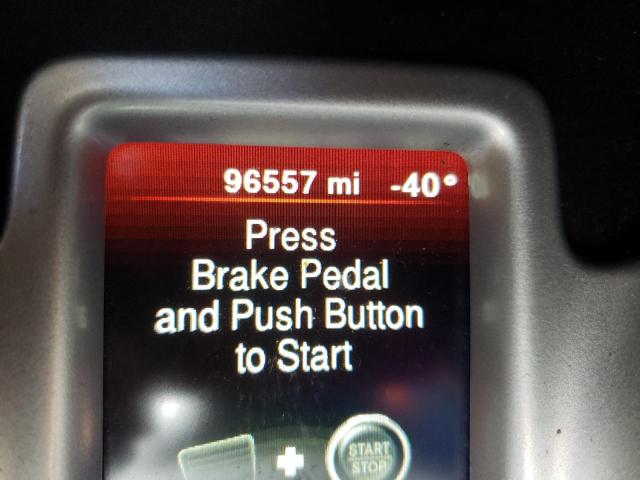 96557 mi -40°
Press
Brake Pedal
and Push Button
to Start
+
START
STOP